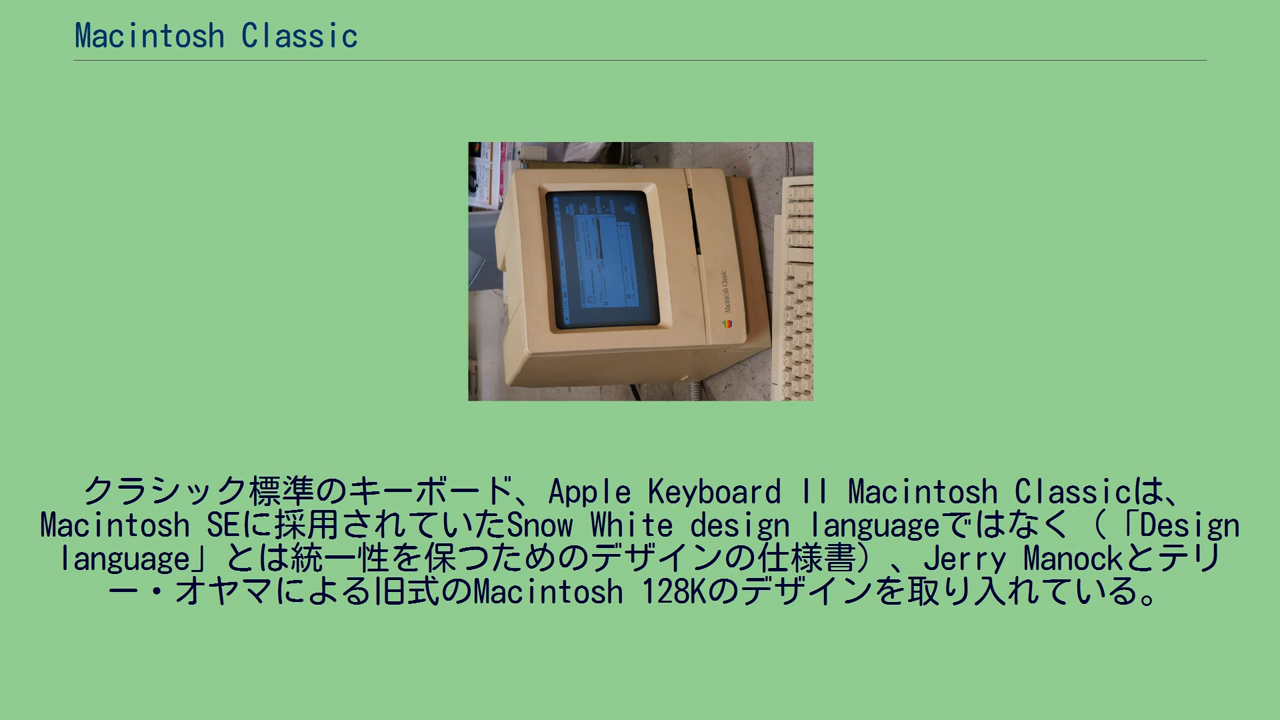 Macintosh Classic
Macintosh Classic
クラシック標準のキーボード、Apple Keyboard II Macintosh Classicは、
Macintosh SEに採用されていたSnow White design languageではなく（「Design
language」とは統一性を保つためのデザインの仕様書）、Jerry Manockとテリ
ー・オヤマによる旧式のMacintosh 128Kのデザインを取り入れている。